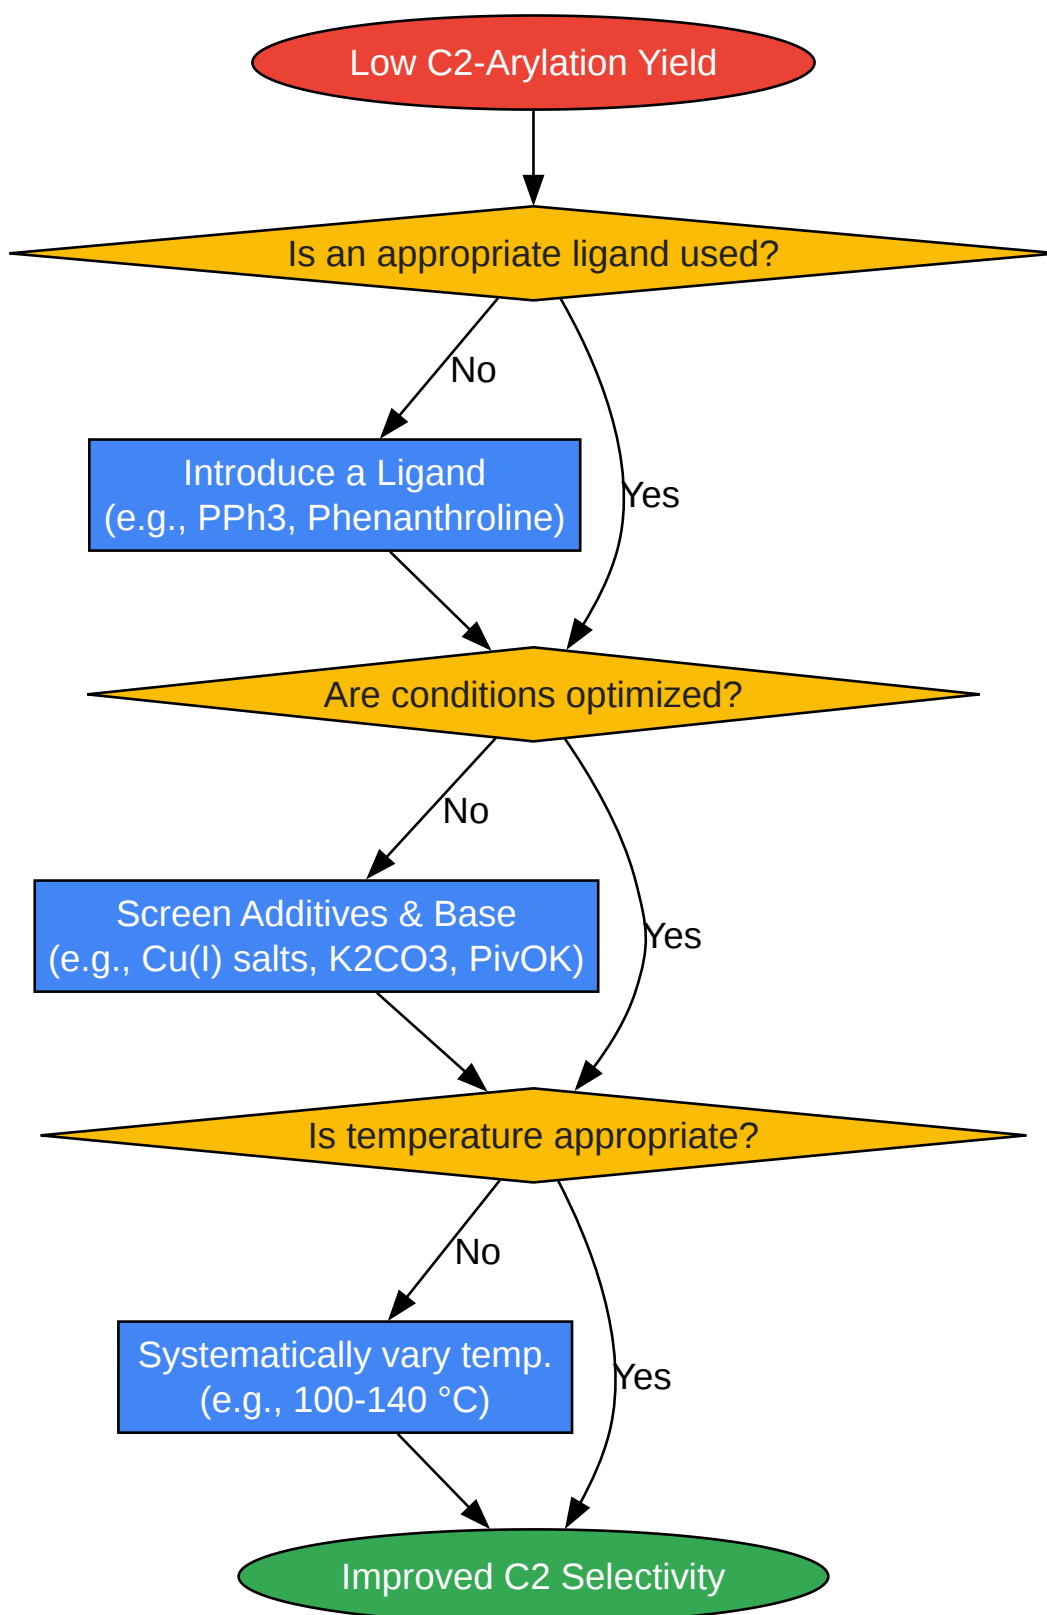 Low C2-Arylation Yield
Is an appropriate ligand used?
No
Introduce a Ligand
(e.g., PPh3, Phenanthroline)
Yes
Are conditions optimized?
No
Screen Additives & Base
(e.g., Cu(I) salts, K2CO3, PivOK)
Yes
Is temperature appropriate?
No
Systematically vary temp.
(e.g., 100-140 °C)
Yes
Improved C2 Selectivity